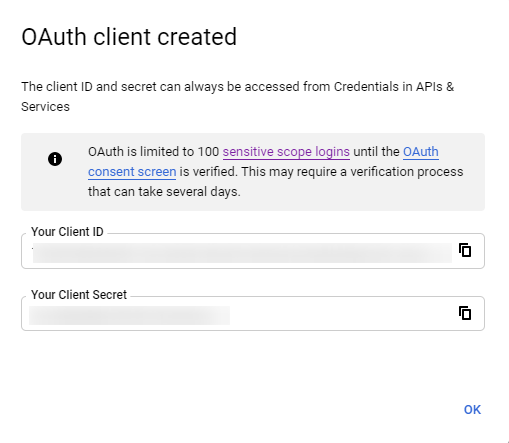 OAuth client created
The client ID and secret can always be accessed from Credentials in APIs &
Services
OAuth is limited to 100 sensitive scope logins until the OAuth
consent screen is verified. This may require a verification process
that can take several days.
Your Client ID
Your Client Secret
OK